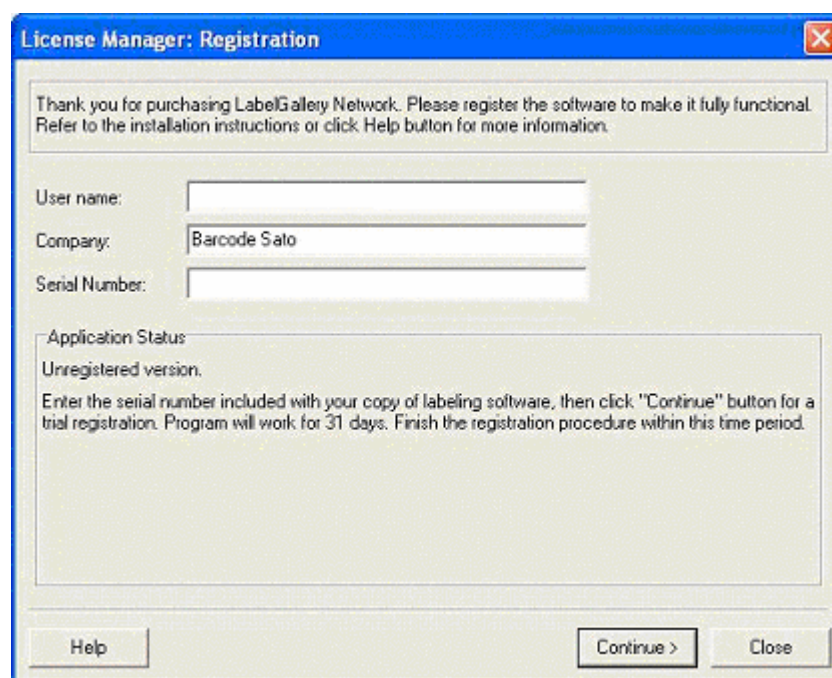 License Manager: Registration
Thank you for purchasing LabelGallery Network. Please register the software to make it fully functional.
Refer to the installation instructions or click Help button for more information.
User name:
Company: Barcode Sato
Serial Number:
Application Status
Unregistered version.
Enter the serial number included with your copy of labeling software, then click "Continue" button for a
trial registration. Program will work for 31 days. Finish the registration procedure within this time period.
Help Continue > Close